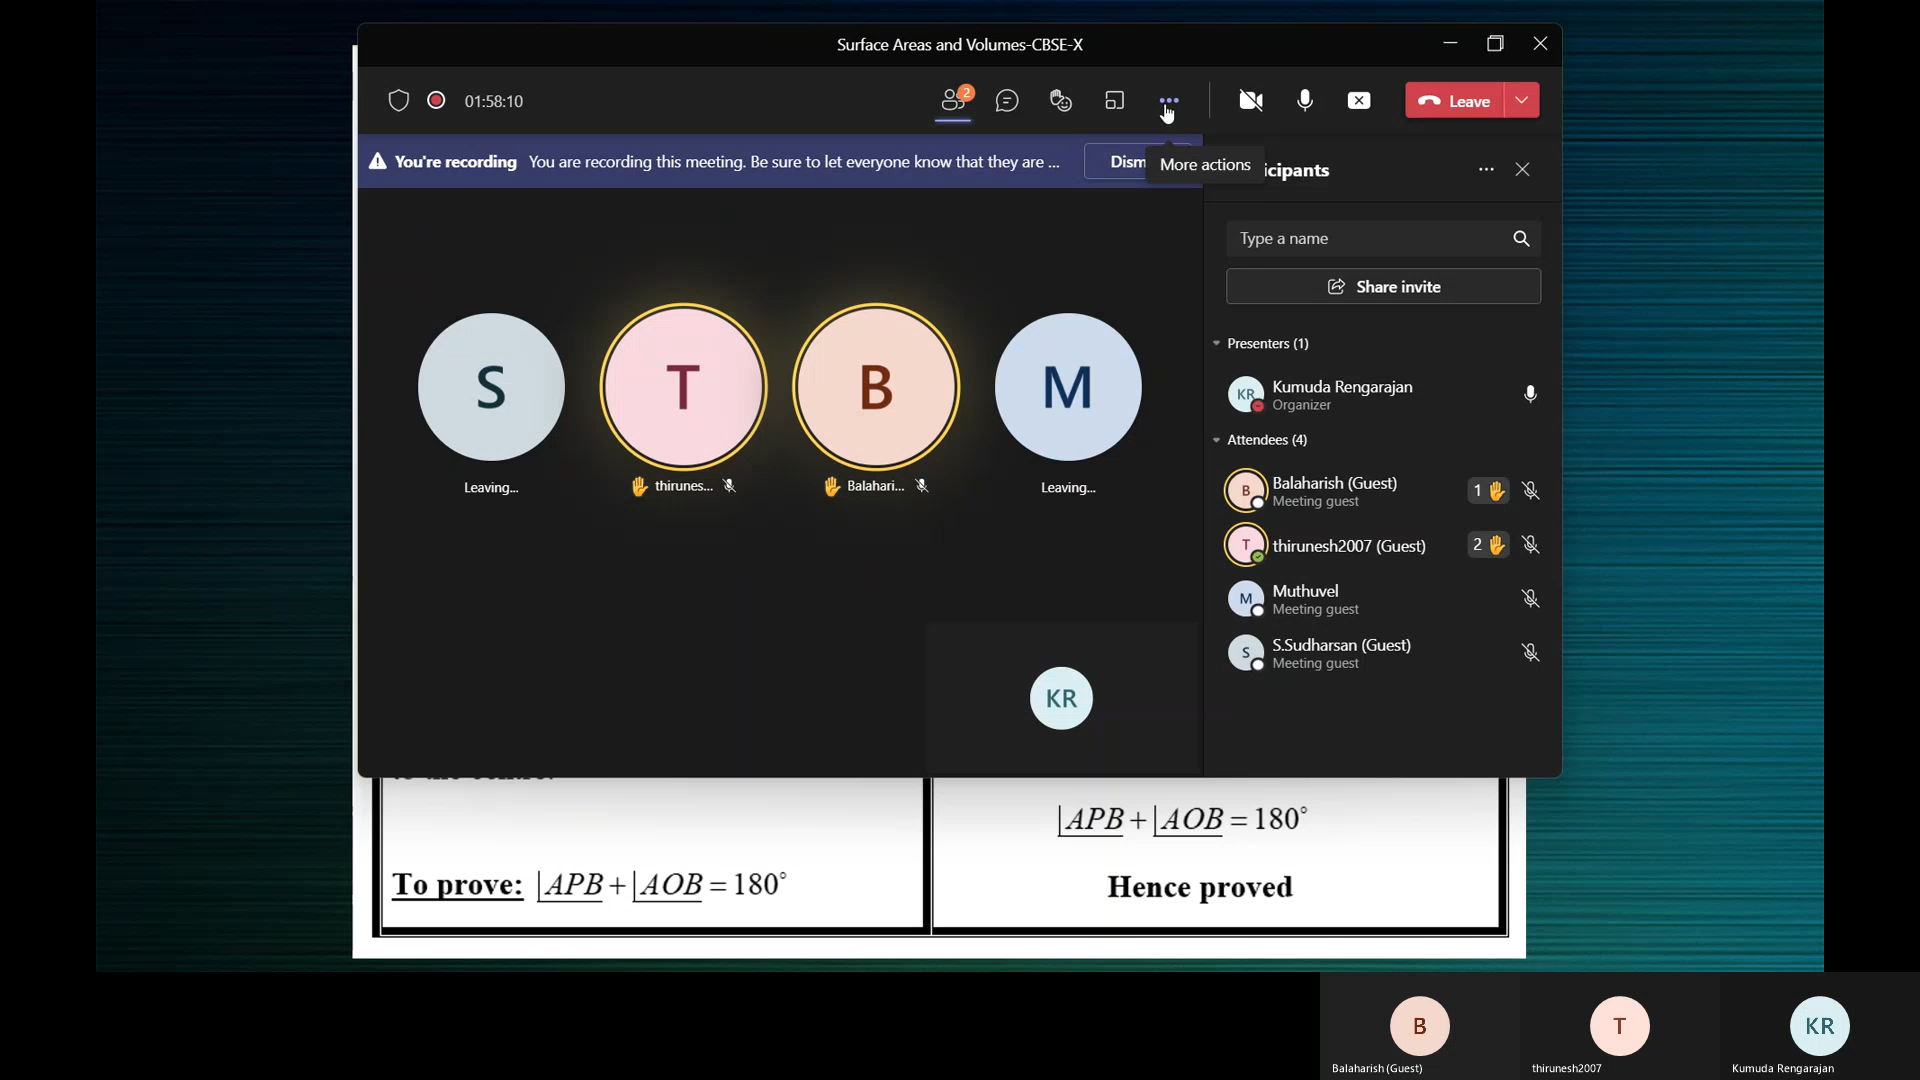 Surface Areas and Volumes-CBSE-X
01:58:10
2
Leave
You're recording You are recording this meeting. Be sure to let everyone know that they are ...
More actions
Type a name
Share invite
Presenters (1)
KR Kumuda Rengarajan
Organizer
Attendees (4)
B Balaharish (Guest) 1
Meeting guest
T thirunesh2007 (Guest) 2
M Muthuvel
Meeting guest
S S.Sudharsan (Guest)
Meeting guest
S T B M
Leaving... thirunes... Balahari... Leaving...
KR
To prove: |APB + |AOB = 180°
|APB + |AOB = 180°
Hence proved
B T KR
Balaharish (Guest) thirunesh2007 Kumuda Rengarajan